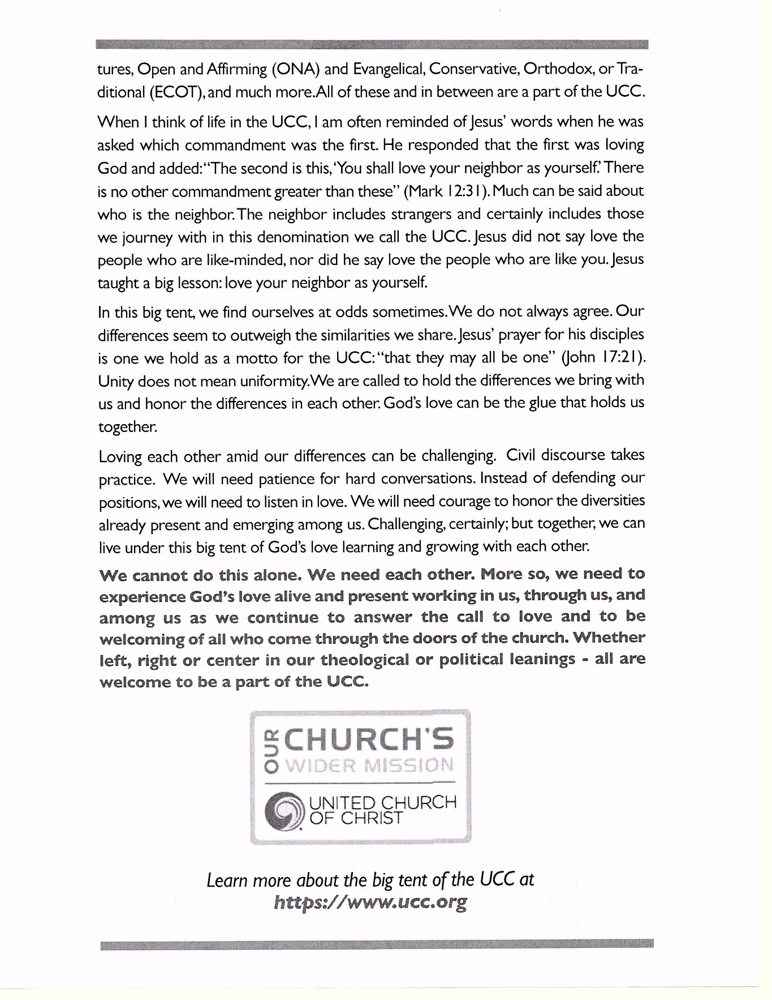 tures, Open and Affirming (ONA) and Evangelical, Conservative, Orthodox, or Tra-
ditional (ECOT), and much more.All of these and in between are a part of the UCC.
When I think of life in the UCC, I am often reminded of Jesus’ words when he was
asked which commandment was the first. He responded that the first was loving
God and added:“The second is this,‘You shall love your neighbor as yourself.’ There
is no other commandment greater than these” (Mark 12:31). Much can be said about
who is the neighbor. The neighbor includes strangers and certainly includes those
we journey with in this denomination we call the UCC. Jesus did not say love the
people who are like-minded, nor did he say love the people who are like you. Jesus
taught a big lesson: love your neighbor as yourself.
In this big tent, we find ourselves at odds sometimes.We do not always agree. Our
differences seem to outweigh the similarities we share. Jesus’ prayer for his disciples
is one we hold as a motto for the UCC: “that they may all be one” (John 17:21).
Unity does not mean uniformity.We are called to hold the differences we bring with
us and honor the differences in each other. God’s love can be the glue that holds us
together.
Loving each other amid our differences can be challenging. Civil discourse takes
practice. We will need patience for hard conversations. Instead of defending our
positions, we will need to listen in love. We will need courage to honor the diversities
already present and emerging among us. Challenging, certainly; but together, we can
live under this big tent of God’s love learning and growing with each other.
We cannot do this alone. We need each other. More so, we need to
experience God’s love alive and present working in us, through us, and
among us as we continue to answer the call to love and to be
welcoming of all who come through the doors of the church. Whether
left, right or center in our theological or political leanings - all are
welcome to be a part of the UCC.
OUR CHURCH'S
WIDER MISSION
UNITED CHURCH
OF CHRIST
Learn more about the big tent of the UCC at
https://www.ucc.org